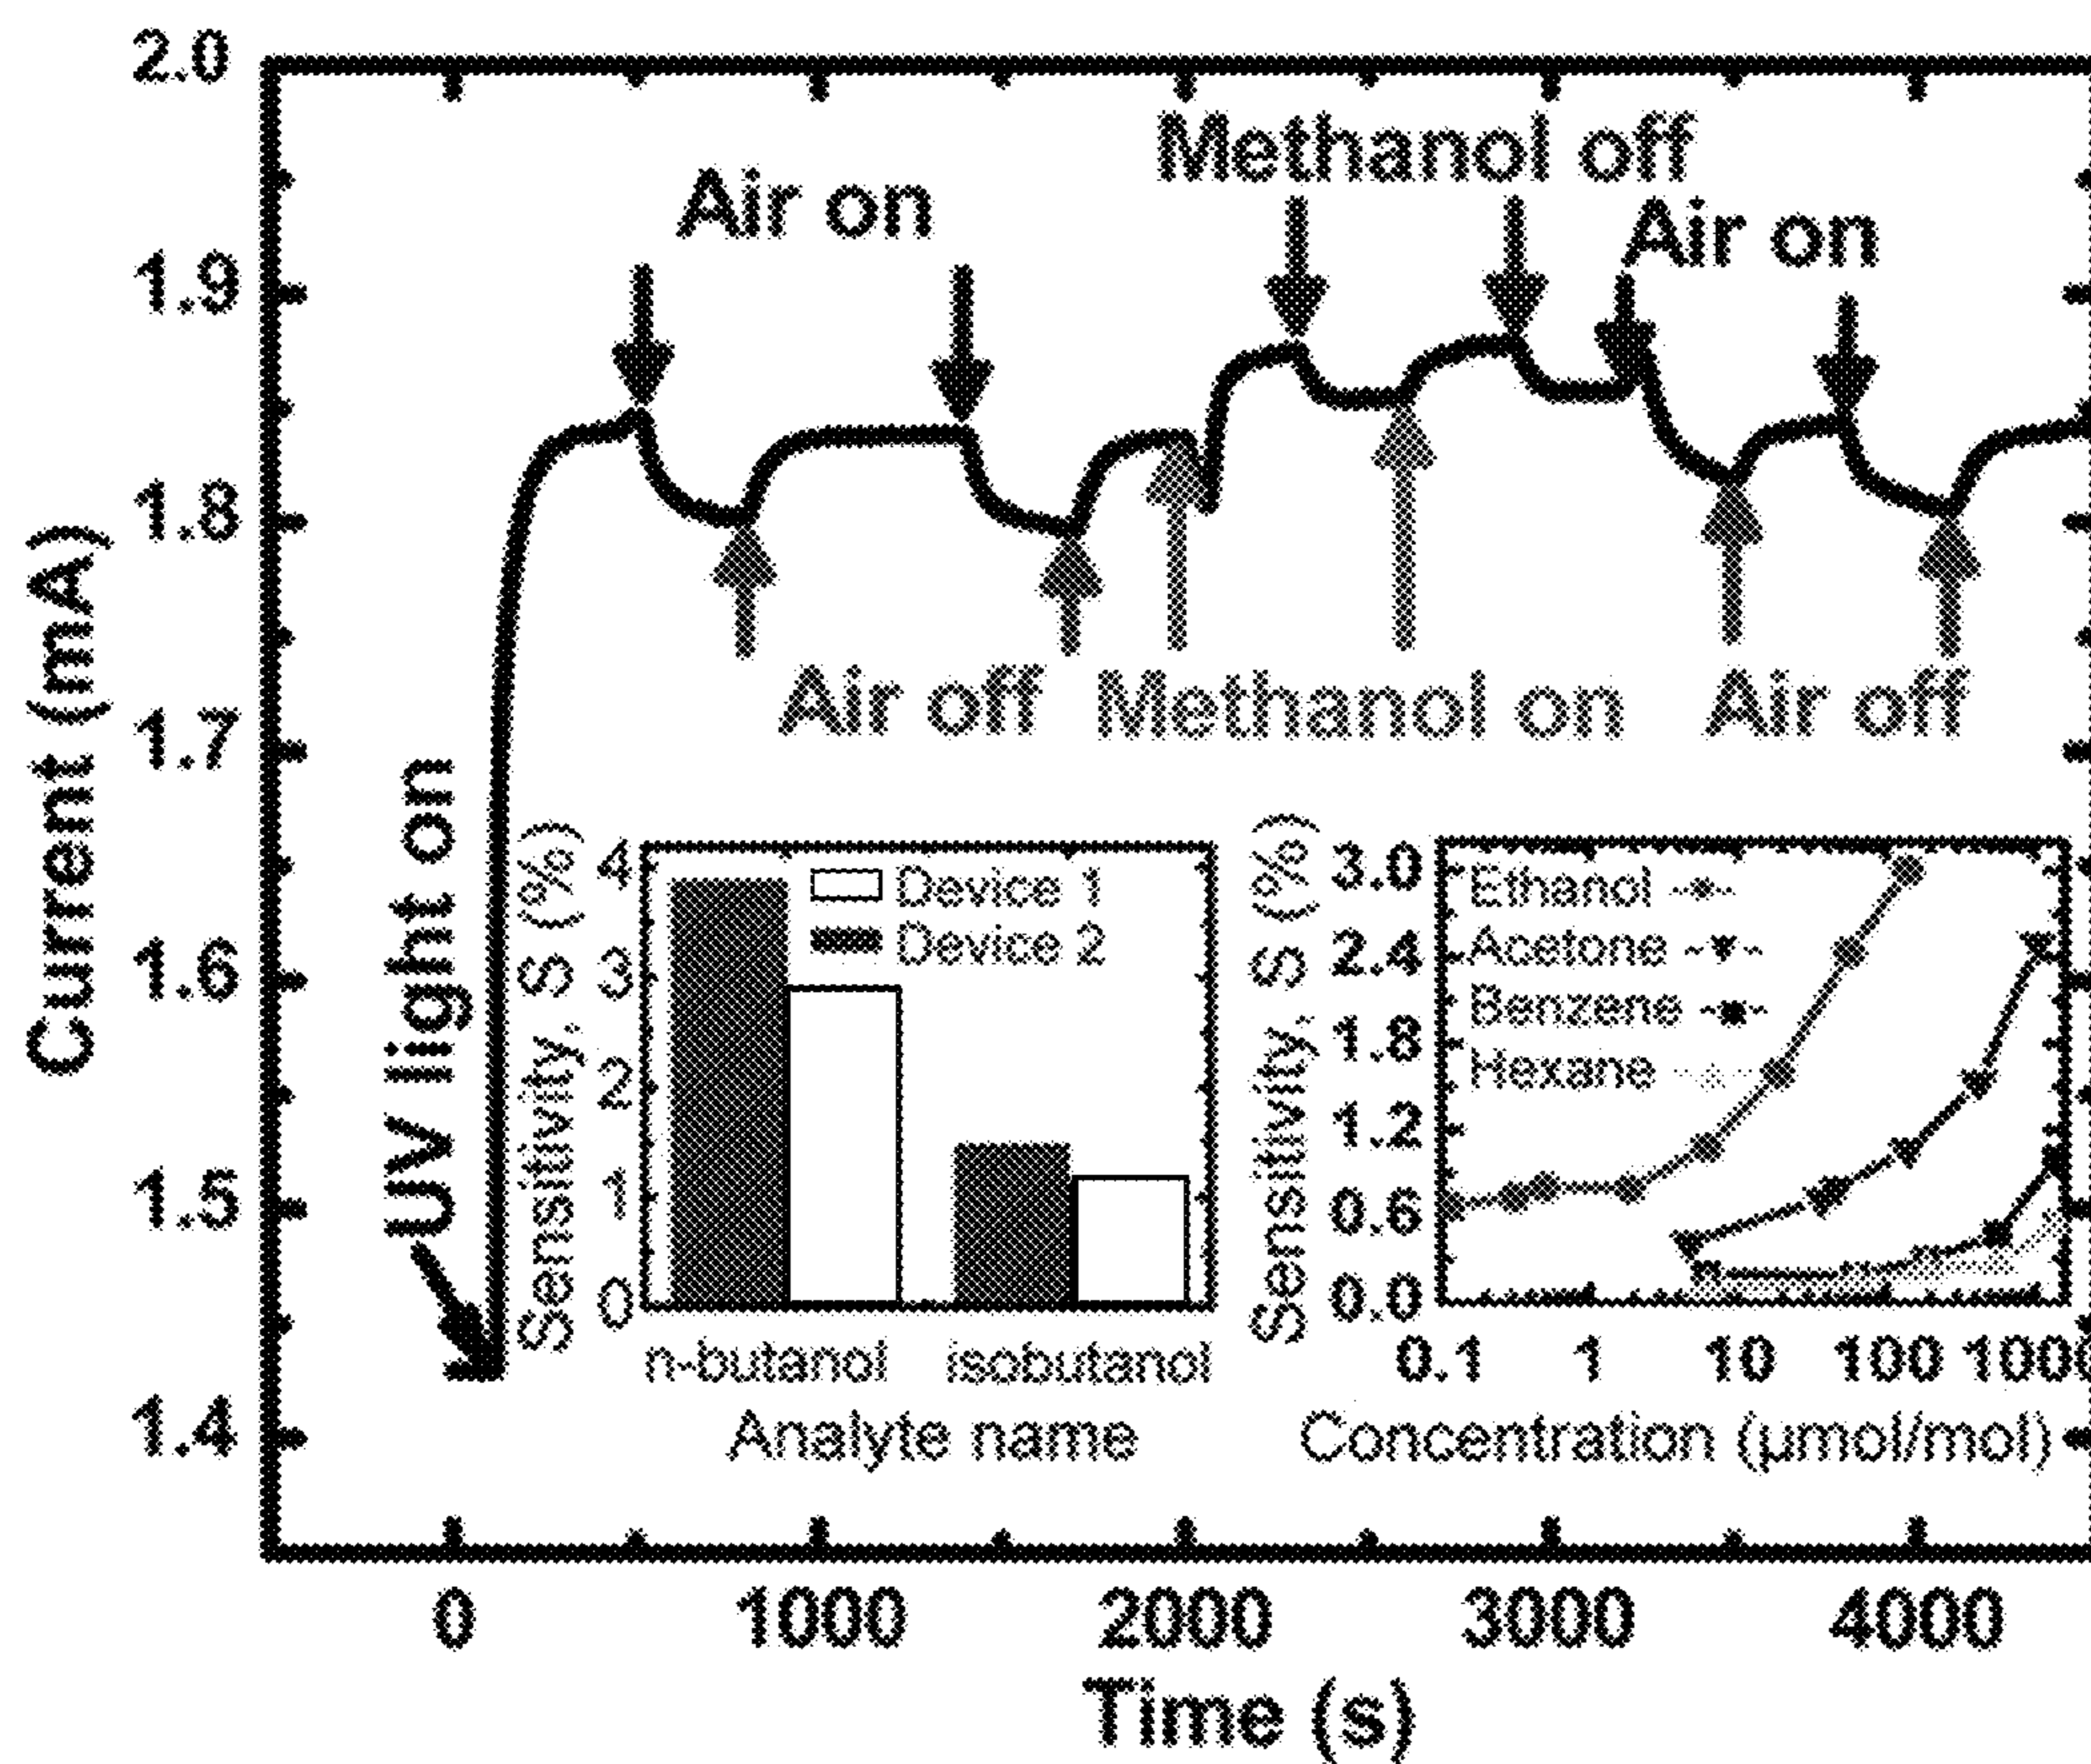 2.0
1.9
1.8
1.7
1.6
1.5
1.4
Current (mA)
Air on
Methanol off
Air on
Air off
Methanol on
Air off
UV light on
Sensitivity, S (%)
4
3
2
1
0
Device 1
Device 2
n-butanol
isobutanol
Analyte name
Sensitivity, S (%)
3.0
2.4
1.8
1.2
0.6
0.0
Ethanol
Acetone
Benzene
Hexane
0.1
1
10
100
1000
Concentration (μmol/mol)
0
1000
2000
3000
4000
Time (s)